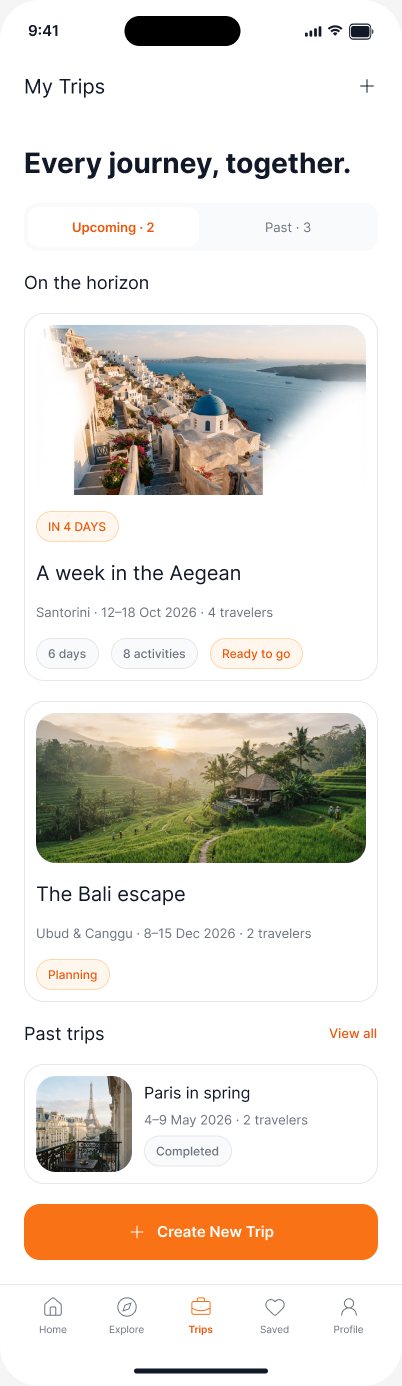 9:41
My Trips
Every journey, together.
Upcoming · 2 Past · 3
On the horizon
IN 4 DAYS
A week in the Aegean
Santorini · 12–18 Oct 2026 · 4 travelers
6 days 8 activities Ready to go
The Bali escape
Ubud & Canggu · 8–15 Dec 2026 · 2 travelers
Planning
Past trips View all
Paris in spring
4–9 May 2026 · 2 travelers
Completed
+ Create New Trip
Home Explore Trips Saved Profile